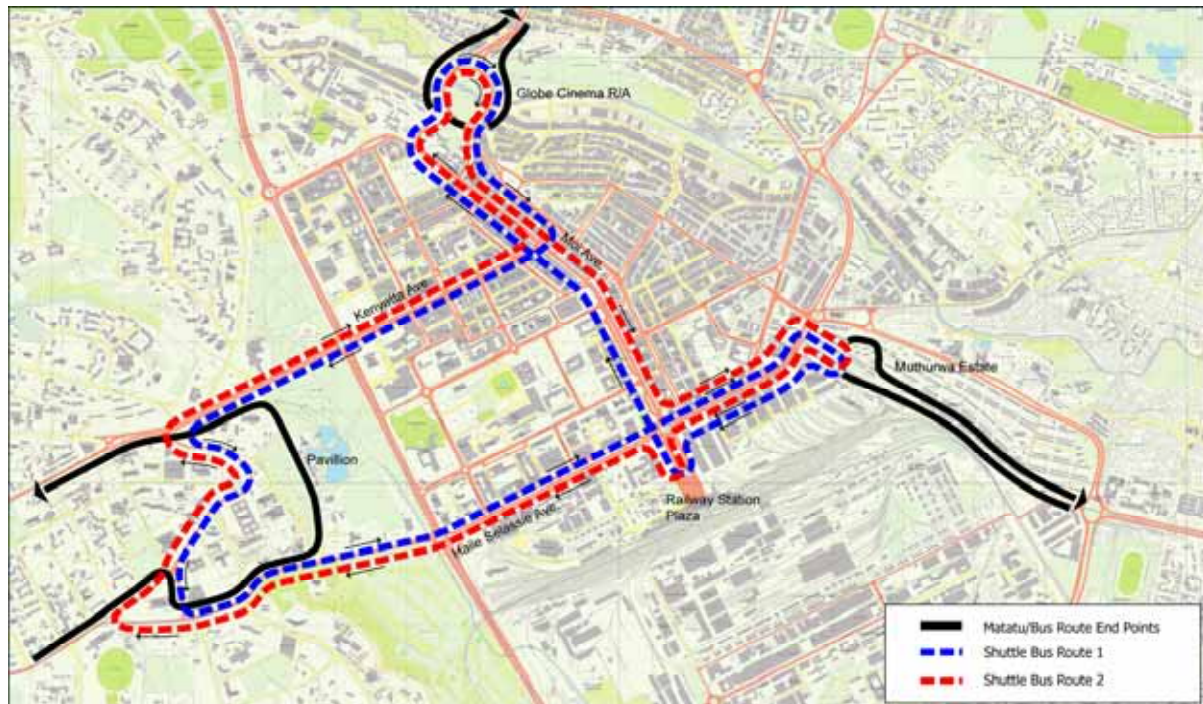 Globe Cinema R/A
Moi Ave.
Kenyatta Ave.
Muthurwa Estate
Pavillion
Railway Station
Plaza
Haile Selassie Ave.
Matatu/Bus Route End Points
Shuttle Bus Route 1
Shuttle Bus Route 2